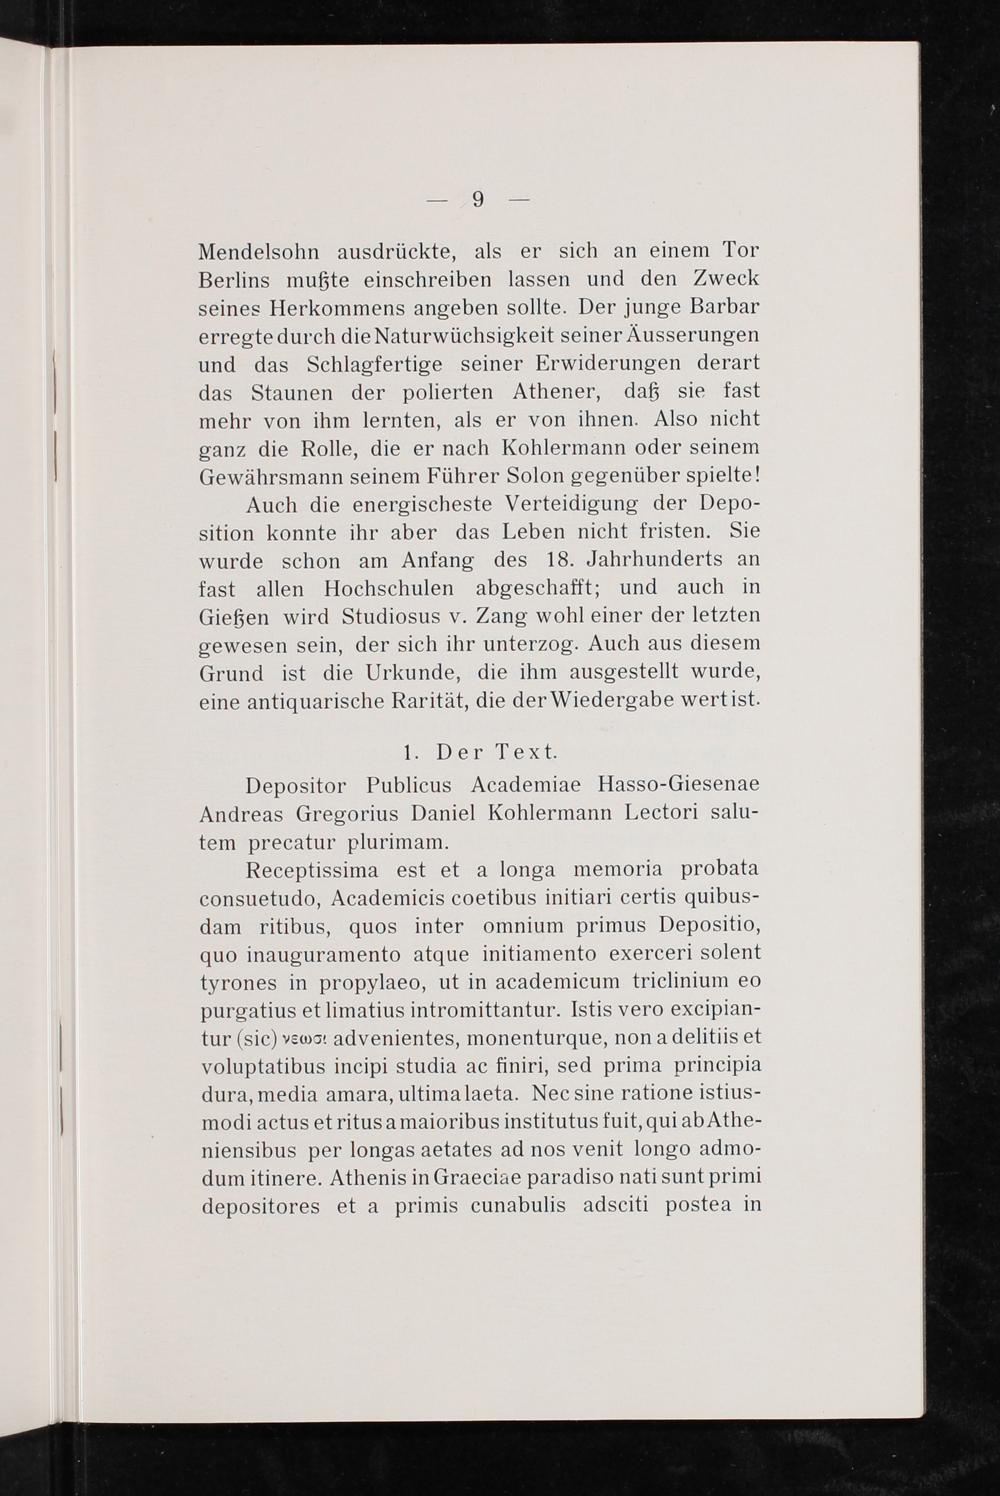 — 9 —
Mendelsohn ausdrückte, als er sich an einem Tor
Berlins mußte einschreiben lassen und den Zweck
seines Herkommens angeben sollte. Der junge Barbar
erregte durch die Naturwüchsigkeit seiner Äusserungen
und das Schlagfertige seiner Erwiderungen derart
das Staunen der polierten Athener, daß sie fast
mehr von ihm lernten, als er von ihnen. Also nicht
ganz die Rolle, die er nach Kohlermann oder seinem
Gewährsmann seinem Führer Solon gegenüber spielte!
Auch die energischeste Verteidigung der Depo-
sition konnte ihr aber das Leben nicht fristen. Sie
wurde schon am Anfang des 18. Jahrhunderts an
fast allen Hochschulen abgeschafft; und auch in
Gießen wird Studiosus v. Zang wohl einer der letzten
gewesen sein, der sich ihr unterzog. Auch aus diesem
Grund ist die Urkunde, die ihm ausgestellt wurde,
eine antiquarische Rarität, die der Wiedergabe wert ist.
1. Der Text.
Depositor Publicus Academiae Hasso-Giesenae
Andreas Gregorius Daniel Kohlermann Lectori salu-
tem precatur plurimam.
Receptissima est et a longa memoria probata
consuetudo, Academicis coetibus initiari certis quibus-
dam ritibus, quos inter omnium primus Depositio,
quo inauguramento atque initiamento exerceri solent
tyrones in propylaeo, ut in academicum triclinium eo
purgatius et limatius intromittantur. Istis vero excipian-
tur (sic) νεωσι advenientes, monenturque, non a delitiis et
voluptatibus incipi studia ac finiri, sed prima principia
dura, media amara, ultima laeta. Nec sine ratione istius-
modi actus et ritus a maioribus institutus fuit, qui ab Athe-
niensibus per longas aetates ad nos venit longo admo-
dum itinere. Athenis in Graeciae paradiso nati sunt primi
depositores et a primis cunabulis adsciti postea in